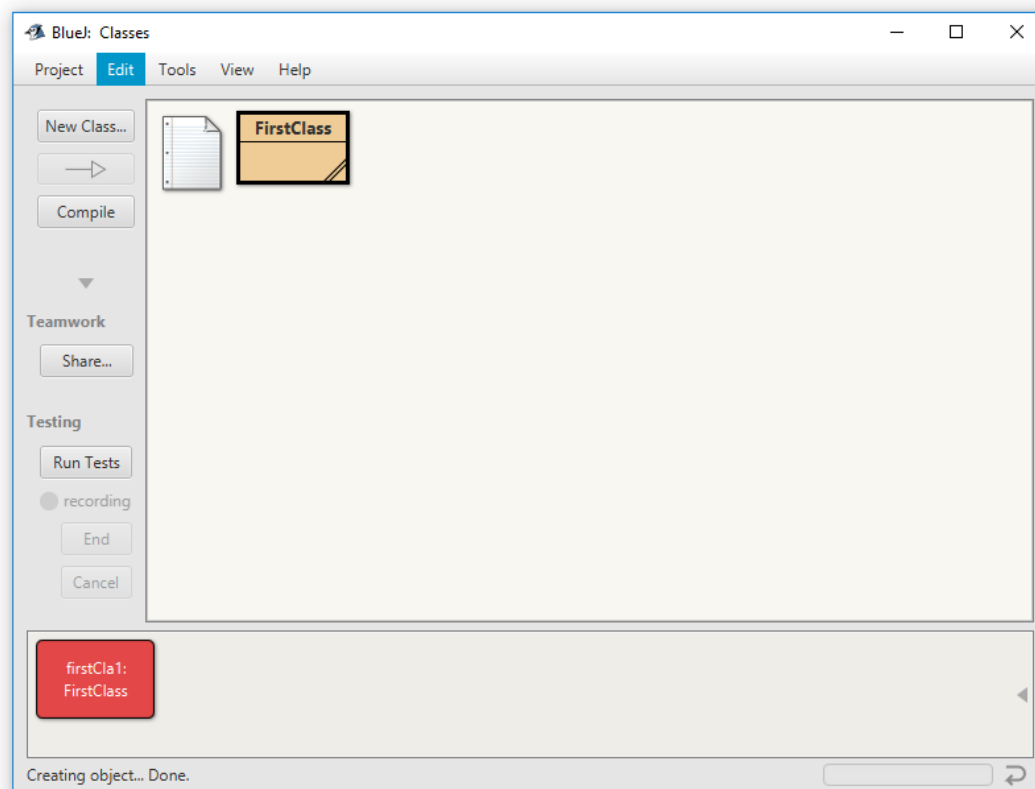 BlueJ: Classes
Project Edit Tools View Help
New Class...
Compile
Teamwork
Share...
Testing
Run Tests
recording
End
Cancel
FirstClass
firstCla1:
FirstClass
Creating object... Done.